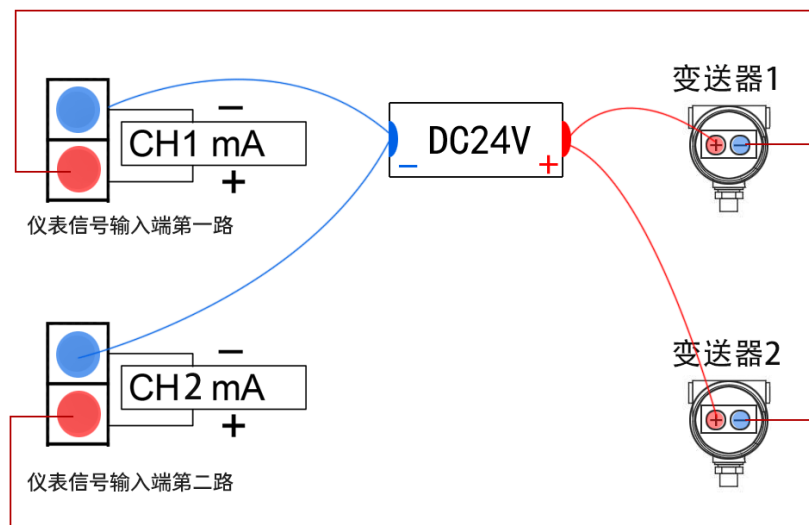 变送器1
−
CH1 mA
+
DC24V
− +
+ −
仪表信号输入端第一路
变送器2
−
CH2 mA
+
+ −
仪表信号输入端第二路